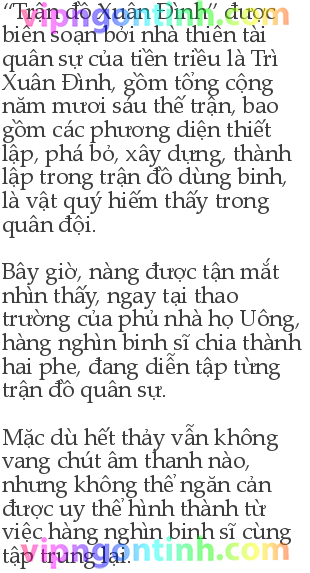 "Trận đồ Xuân Đình" được
biên soạn bởi nhà thiên tài
quân sự của tiền triều là Trì
Xuân Đình, gồm tổng cộng
năm mươi sáu thế trận, bao
gồm các phương diện thiết
lập, phá bỏ, xây dựng, thành
lập trong trận đồ dùng binh,
là vật quý hiếm thấy trong
quân đội.
Bây giờ, nàng được tận mắt
nhìn thấy, ngay tại thao
trường của phủ nhà họ Uông,
hàng nghìn binh sĩ chia thành
hai phe, đang diễn tập từng
trận đồ quân sự.
Mặc dù hết thảy vẫn không
vang chút âm thanh nào,
nhưng không thể ngăn cản
được uy thế hình thành từ
việc hàng nghìn binh sĩ cùng
tập trung lại.
vipngontinh.com
vipngontinh.com